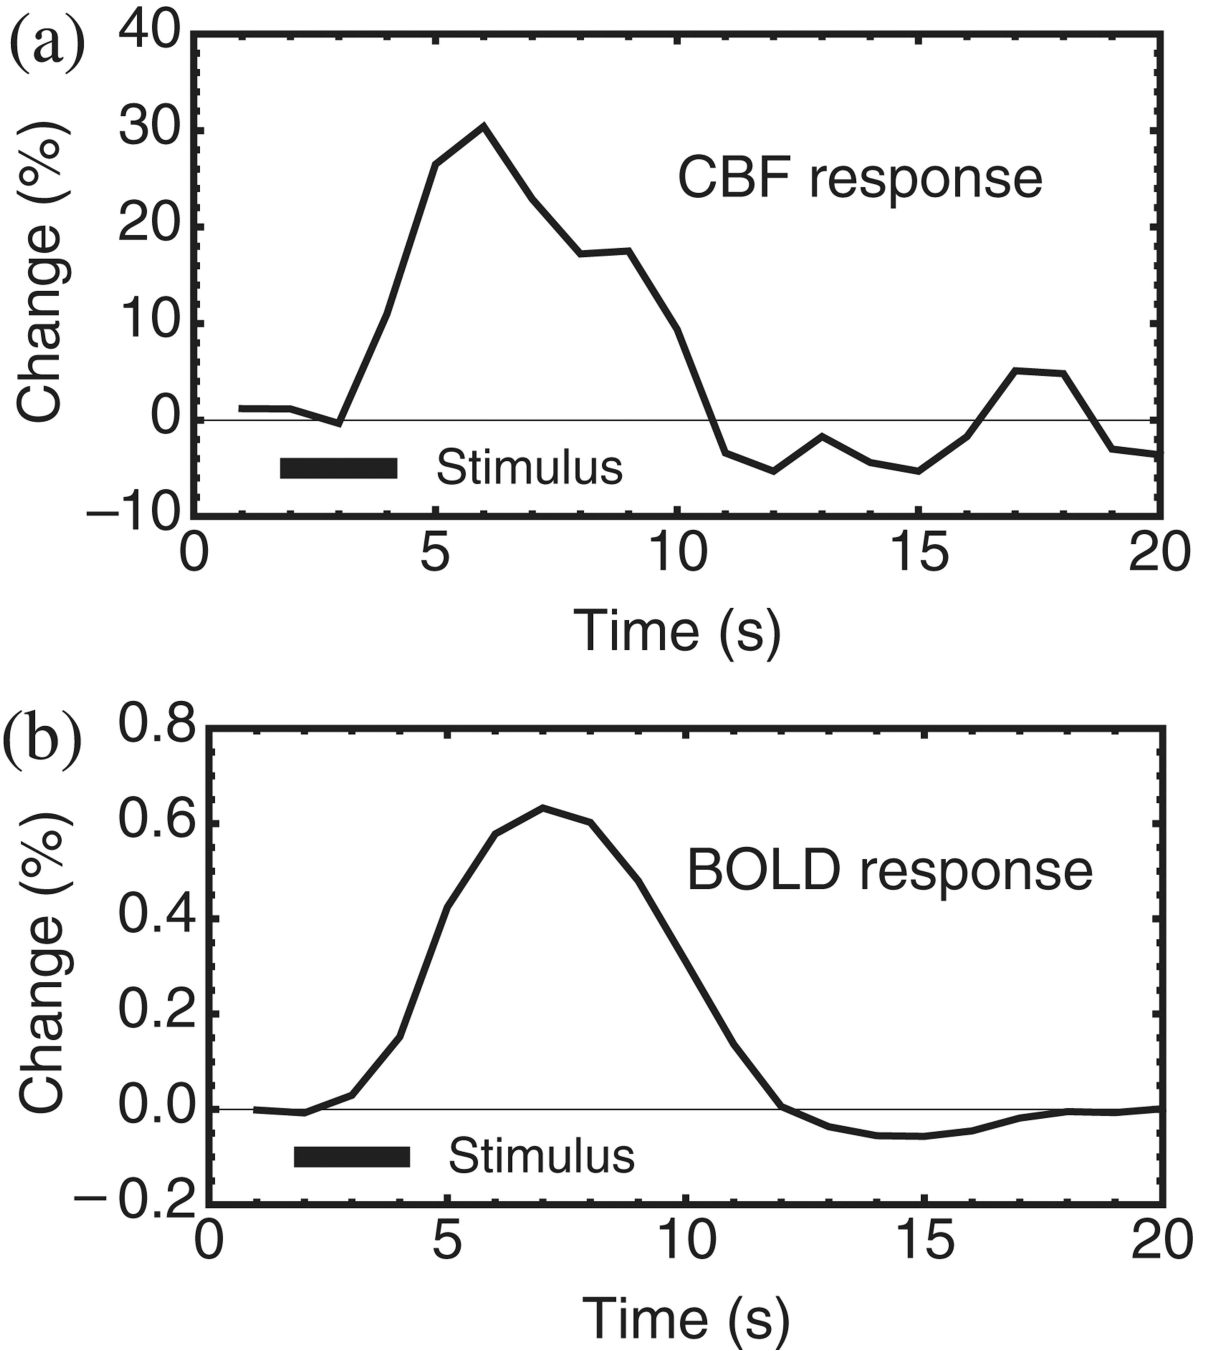 (a)
40
30
20
10
0
–10
Change (%)
CBF response
Stimulus
0 5 10 15 20
Time (s)
(b)
0.8
0.6
0.4
0.2
0.0
–0.2
Change (%)
BOLD response
Stimulus
0 5 10 15 20
Time (s)